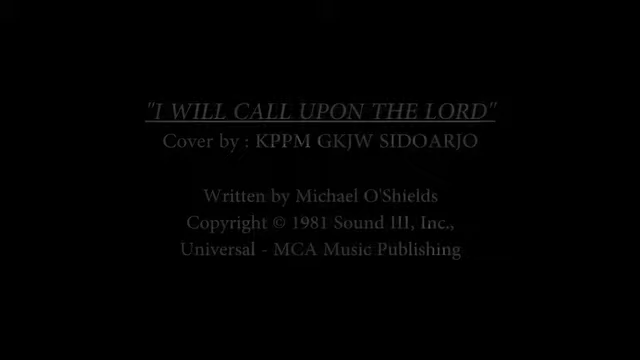 "I WILL CALL UPON THE LORD"
Cover by : KPPM GKJW SIDOARJO
Written by Michael O'Shields
Copyright © 1981 Sound III, Inc.,
Universal - MCA Music Publishing